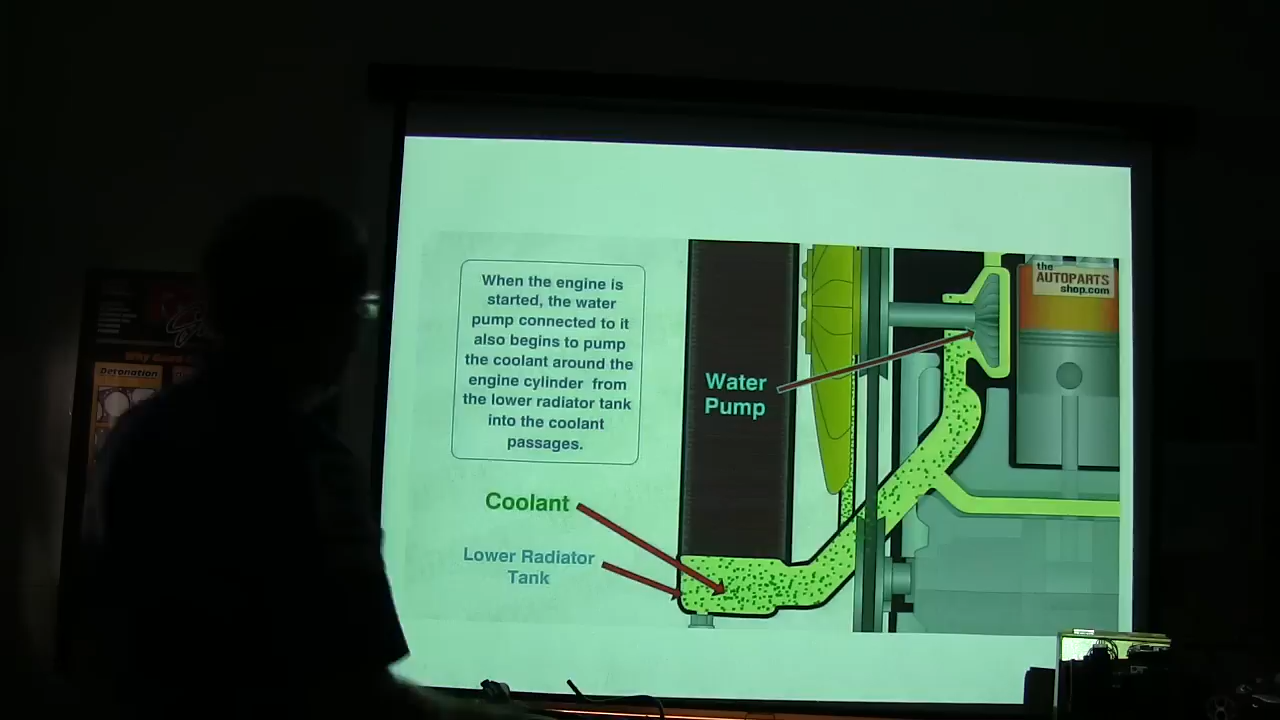 When the engine is
started, the water
pump connected to it
also begins to pump
the coolant around the
engine cylinder from
the lower radiator tank
into the coolant
passages.
Water
Pump
the
AUTOPARTS
shop.com
Coolant
Lower Radiator
Tank
Detonation